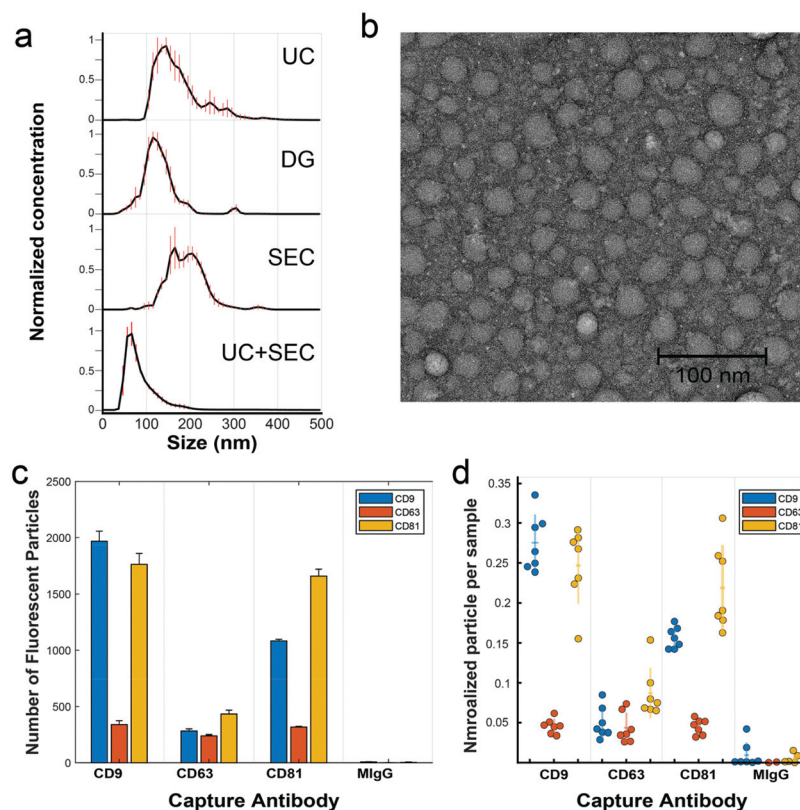 a
Normalized concentration
1
0.5
0
UC
1
0.5
0
DG
1
0.5
0
SEC
1
0.5
0
UC+SEC
0 100 200 300 400 500
Size (nm)
b
100 nm
c
Number of Fluorescent Particles
2500
2000
1500
1000
500
0
CD9
CD63
CD81
CD9 CD63 CD81 MIgG
Capture Antibody
d
Nmroalized particle per sample
0.35
0.3
0.25
0.2
0.15
0.1
0.05
CD9
CD63
CD81
CD9 CD63 CD81 MIgG
Capture Antibody